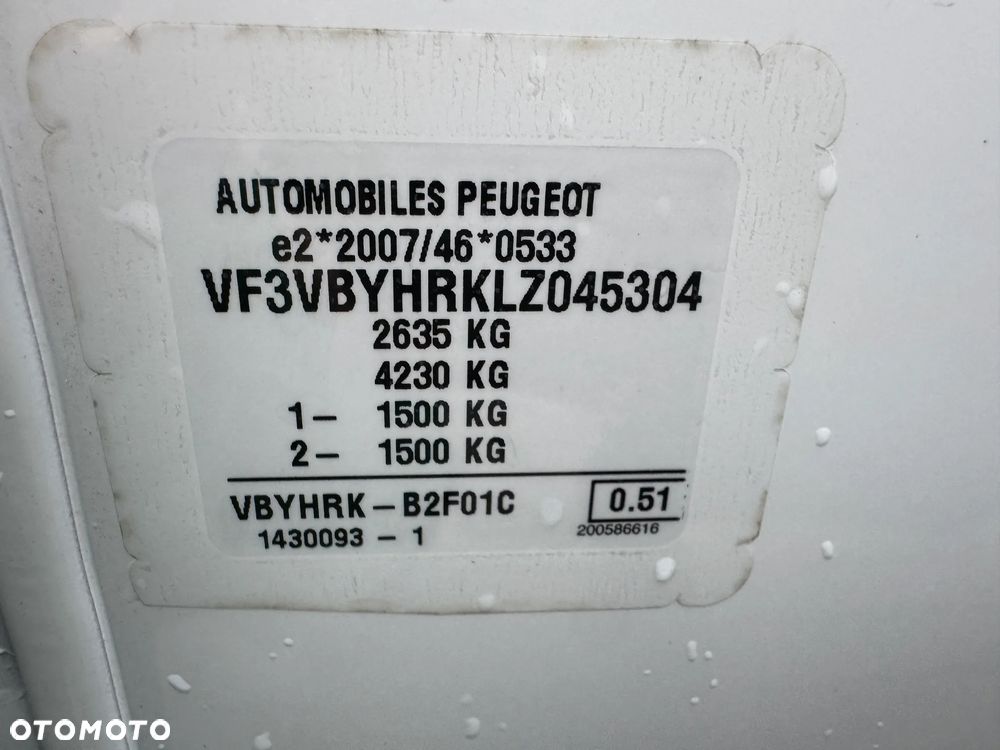 AUTOMOBILES PEUGEOT
e2*2007/46*0533
VF3VBYHRKLZ045304
2635 KG
4230 KG
1- 1500 KG
2- 1500 KG
VBYHRK-B2F01C 0.51
1430093 - 1 200586616
OTOMOTO